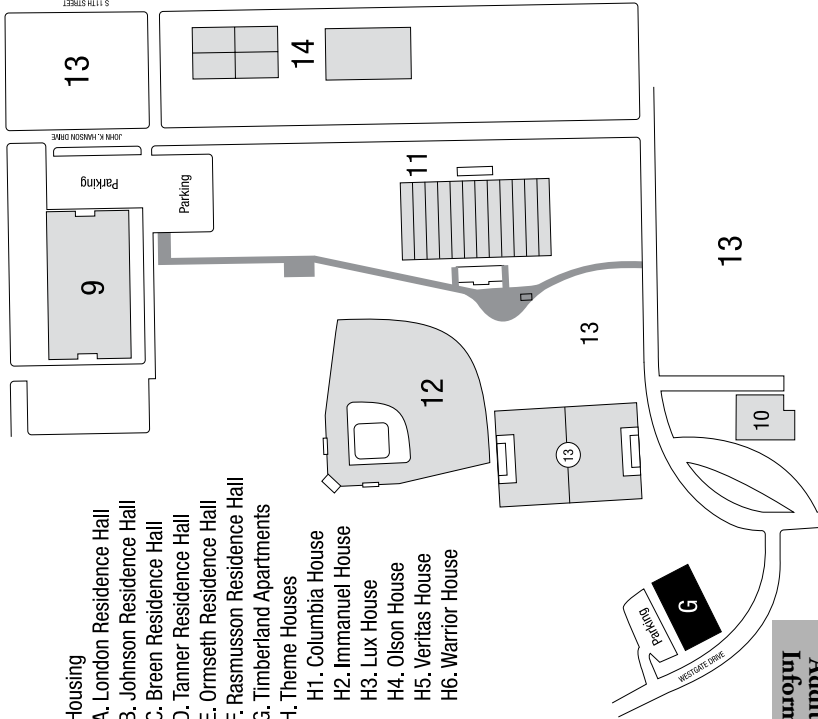 S 11TH STREET
13
14
JOHN K. HANSON DRIVE
Parking
Parking
11
9
13
13
12
10
13
Housing
A. London Residence Hall
B. Johnson Residence Hall
C. Breen Residence Hall
D. Tanner Residence Hall
E. Ormseth Residence Hall
F. Rasmusson Residence Hall
G. Timberland Apartments
H. Theme Houses
H1. Columbia House
H2. Immanuel House
H3. Lux House
H4. Olson House
H5. Veritas House
H6. Warrior House
Parking
G
WESTGATE DRIVE